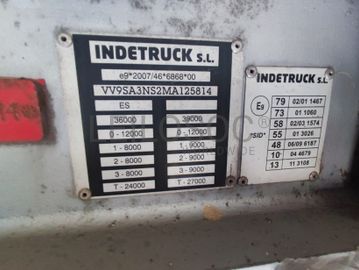 INDETRUCK S.L.
e9*2007/46*6868*00
VV9SA3NS2MA125814
ES
36000 39000
0 - 12000 0 - 12000
1 - 8000 1 - 9000
2 - 8000 2 - 9000
3 - 8000 3 - 9000
T - 24000 T - 27000
INDETRUCK S.L.
E9
79 02/01 1467
73 01 1060
58 02/03 1574
*PSID* 55 01 3026
48 06/09 6187
10 04 4679
13 11 3108